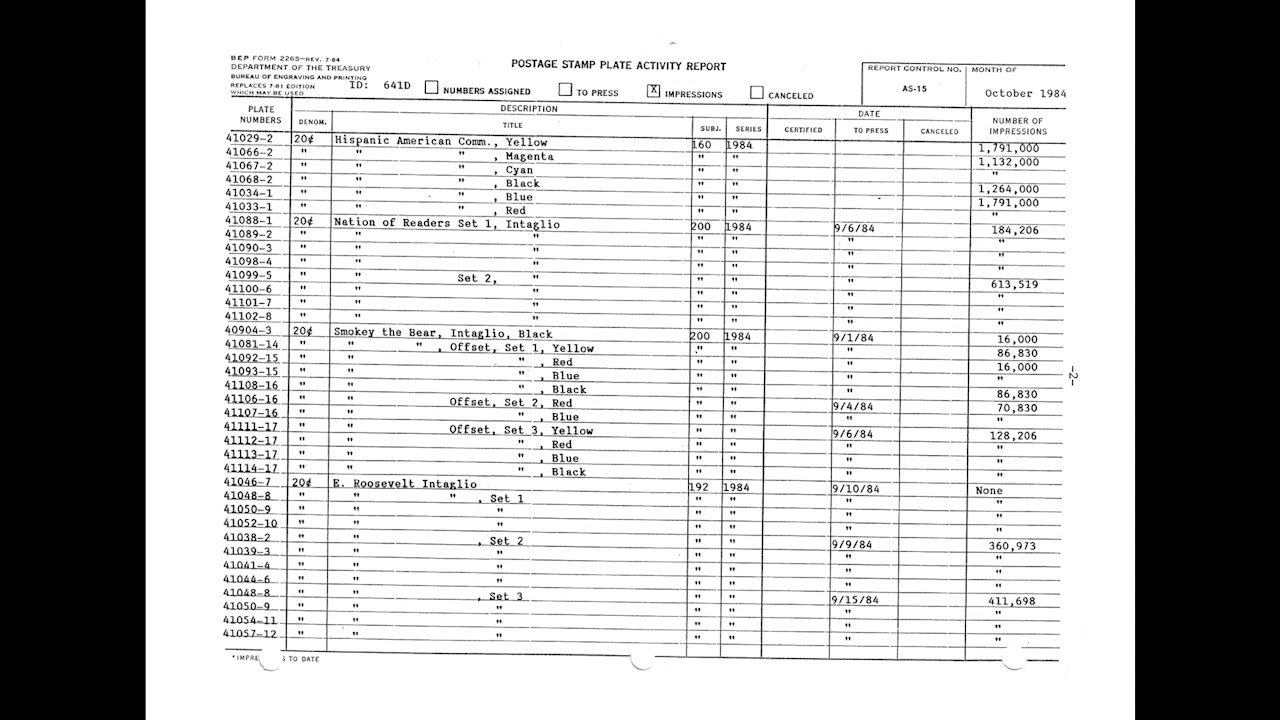 BEP FORM 2265—REV. 7-84
DEPARTMENT OF THE TREASURY
BUREAU OF ENGRAVING AND PRINTING
REPLACES 7-81 EDITION
WHICH MAY BE USED
ID: 641D
POSTAGE STAMP PLATE ACTIVITY REPORT
NUMBERS ASSIGNED TO PRESS X IMPRESSIONS CANCELED
REPORT CONTROL NO. MONTH OF
AS-15 October 1984
PLATE NUMBERS DESCRIPTION DATE NUMBER OF IMPRESSIONS
DENOM. TITLE SUBJ. SERIES CERTIFIED TO PRESS CANCELED
41029-2 20¢ Hispanic American Comm., Yellow 160 1984 1,791,000
41066-2 " " " , Magenta " " 1,132,000
41067-2 " " " , Cyan " " "
41068-2 " " " , Black " " 1,264,000
41034-1 " " " , Blue " " 1,791,000
41033-1 " " " , Red " " "
41088-1 20¢ Nation of Readers Set 1, Intaglio 200 1984 9/6/84 184,206
41089-2 " " " " " " "
41090-3 " " " " " " "
41098-4 " " " " " " "
41099-5 " " Set 2, " " " " 613,519
41100-6 " " " " " " "
41101-7 " " " " " " "
41102-8 " " " " " " "
40904-3 20¢ Smokey the Bear, Intaglio, Black 200 1984 9/1/84 16,000
41081-14 " " " , Offset, Set 1, Yellow " " " 86,830
41092-15 " " " , Red " " " 16,000
41093-15 " " " , Blue " " " "
41108-16 " " " , Black " " " 86,830
41106-16 " " Offset, Set 2, Red " " 9/4/84 70,830
41107-16 " " " , Blue " " " "
41111-17 " " Offset, Set 3, Yellow " " 9/6/84 128,206
41112-17 " " " , Red " " " "
41113-17 " " " , Blue " " " "
41114-17 " " " , Black " " " "
41046-7 20¢ E. Roosevelt Intaglio 192 1984 9/10/84 None
41048-8 " " " , Set 1 " " " "
41050-9 " " " " " " "
41052-10 " " " " " " "
41038-2 " " , Set 2 " " 9/9/84 360,973
41039-3 " " " " " " "
41041-4 " " " " " " "
41044-6 " " " " " " "
41048-8 " " , Set 3 " " 9/15/84 411,698
41050-9 " " " " " " "
41054-11 " " " " " " "
41057-12 " " " " " " "
TO DATE
-2-